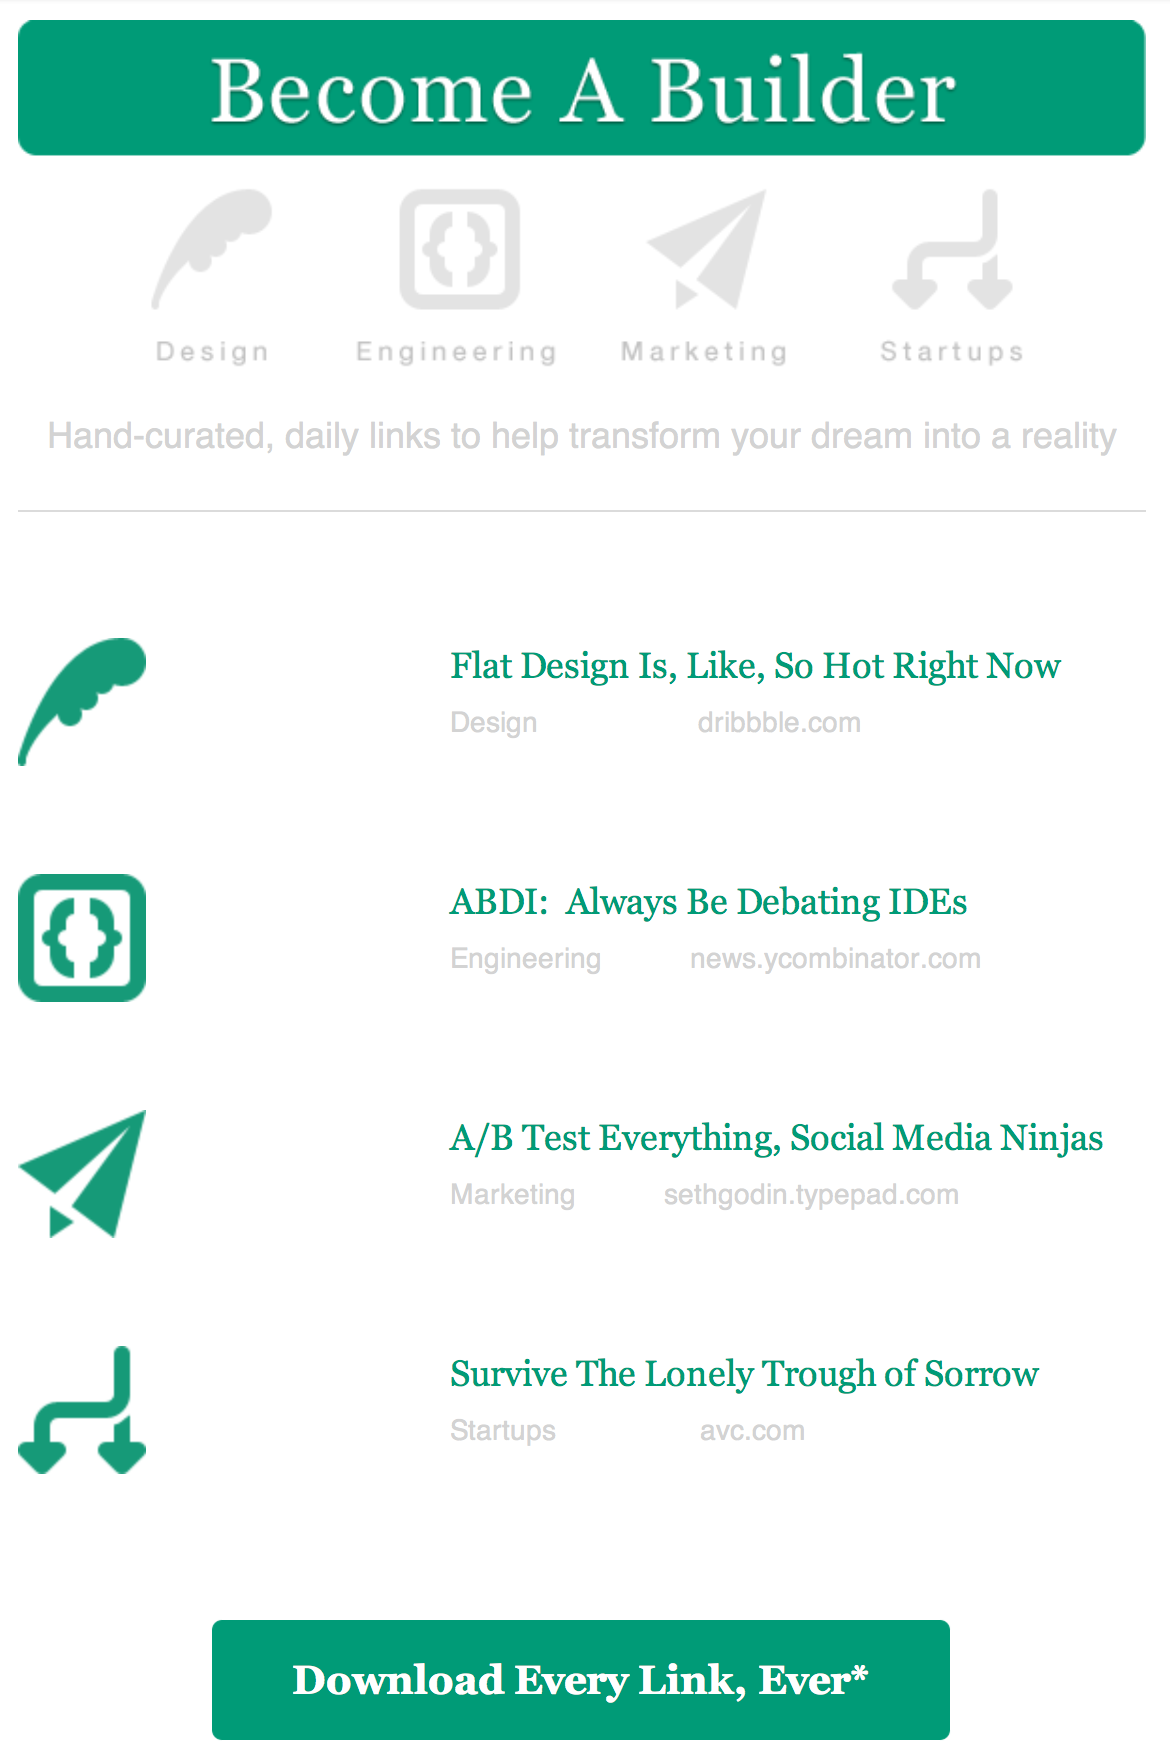 Become A Builder
Design Engineering Marketing Startups
Hand-curated, daily links to help transform your dream into a reality
Flat Design Is, Like, So Hot Right Now
Design dribbble.com
ABDI:  Always Be Debating IDEs
Engineering news.ycombinator.com
A/B Test Everything, Social Media Ninjas
Marketing sethgodin.typepad.com
Survive The Lonely Trough of Sorrow
Startups avc.com
Download Every Link, Ever*